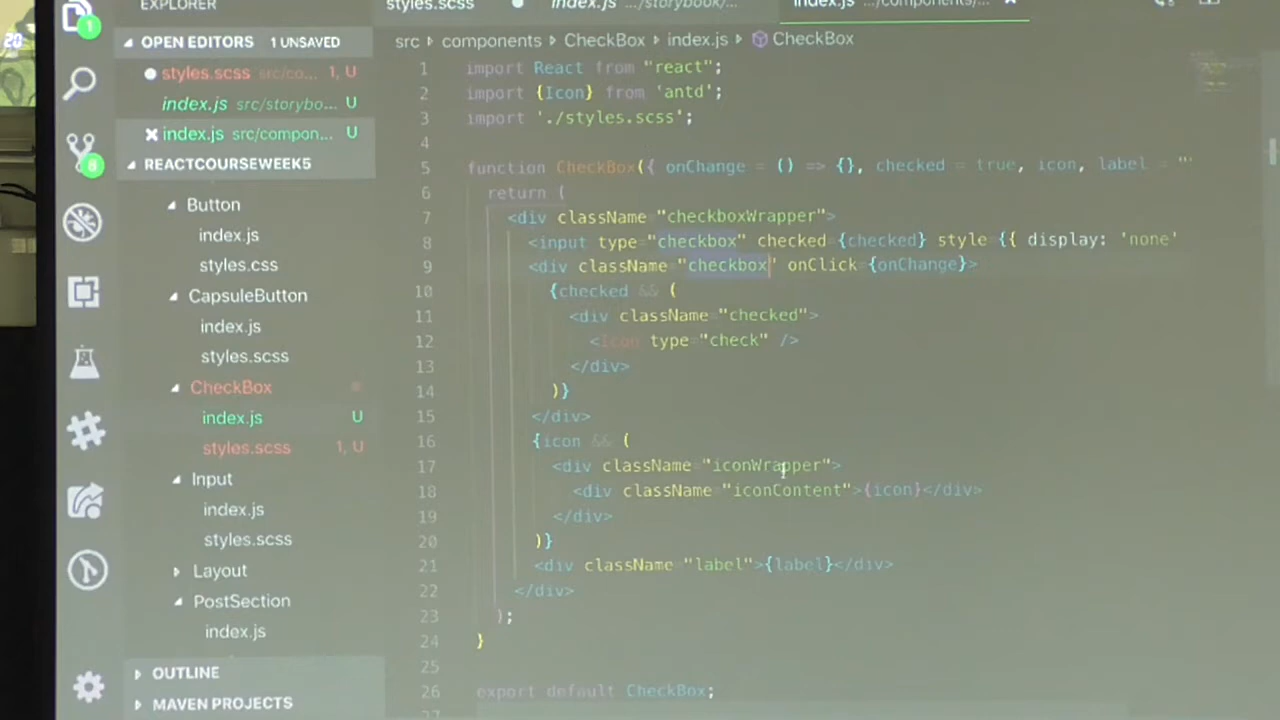 EXPLORER
OPEN EDITORS 1 UNSAVED
styles.scss src/co... 1, U
index.js src/storybo... U
index.js src/compon... U
REACTCOURSEWEEK5
Button
index.js
styles.css
CapsuleButton
index.js
styles.scss
CheckBox
index.js U
styles.scss 1, U
Input
index.js
styles.scss
Layout
PostSection
index.js
OUTLINE
MAVEN PROJECTS
1
6
20
styles.scss index.js .../storybook/... index.js .../components/...
src components CheckBox index.js CheckBox
1 import React from "react";
2 import {Icon} from 'antd';
3 import './styles.scss';
4
5 function CheckBox({ onChange = () => {}, checked = true, icon, label = ""
6 return (
7 <div className="checkboxWrapper">
8 <input type="checkbox" checked={checked} style={{ display: 'none'
9 <div className="checkbox" onClick={onChange}>
10 {checked && (
11 <div className="checked">
12 <Icon type="check" />
13 </div>
14 )}
15 </div>
16 {icon && (
17 <div className="iconWrapper">
18 <div className="iconContent">{icon}</div>
19 </div>
20 )}
21 <div className="label">{label}</div>
22 </div>
23 );
24 }
25
26 export default CheckBox;